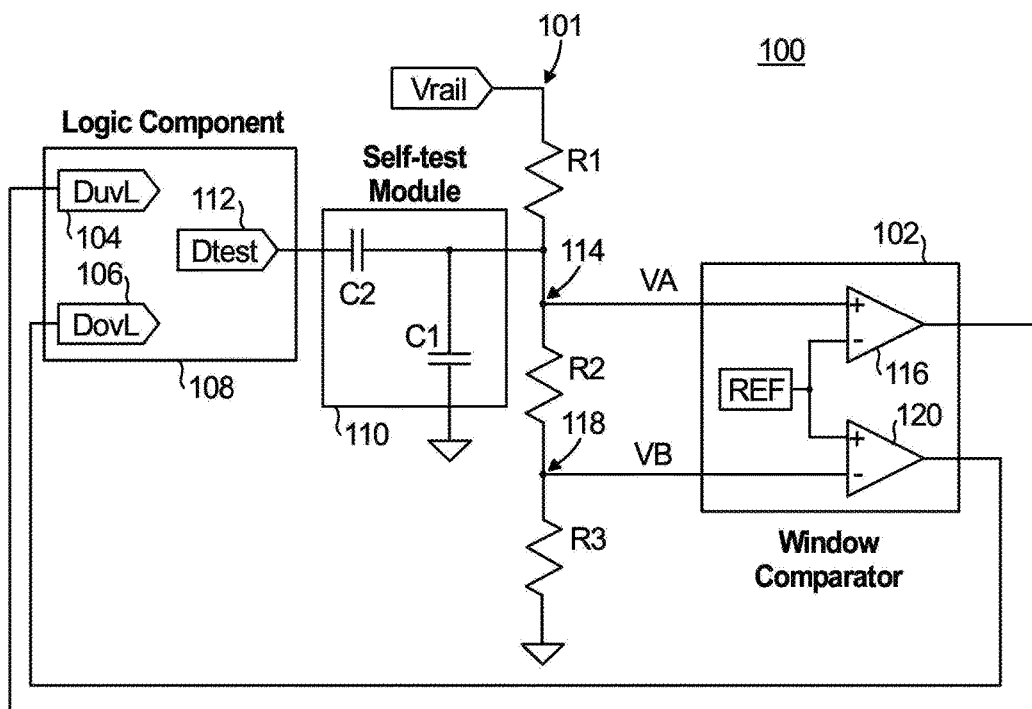 101
100
Vrail
Logic Component
Self-test
Module
R1
DuvL
112
104
Dtest
114
102
106
C2
VA
+
-
DovL
C1
116
R2
REF
108
110
118
120
+
-
VB
R3
Window
Comparator